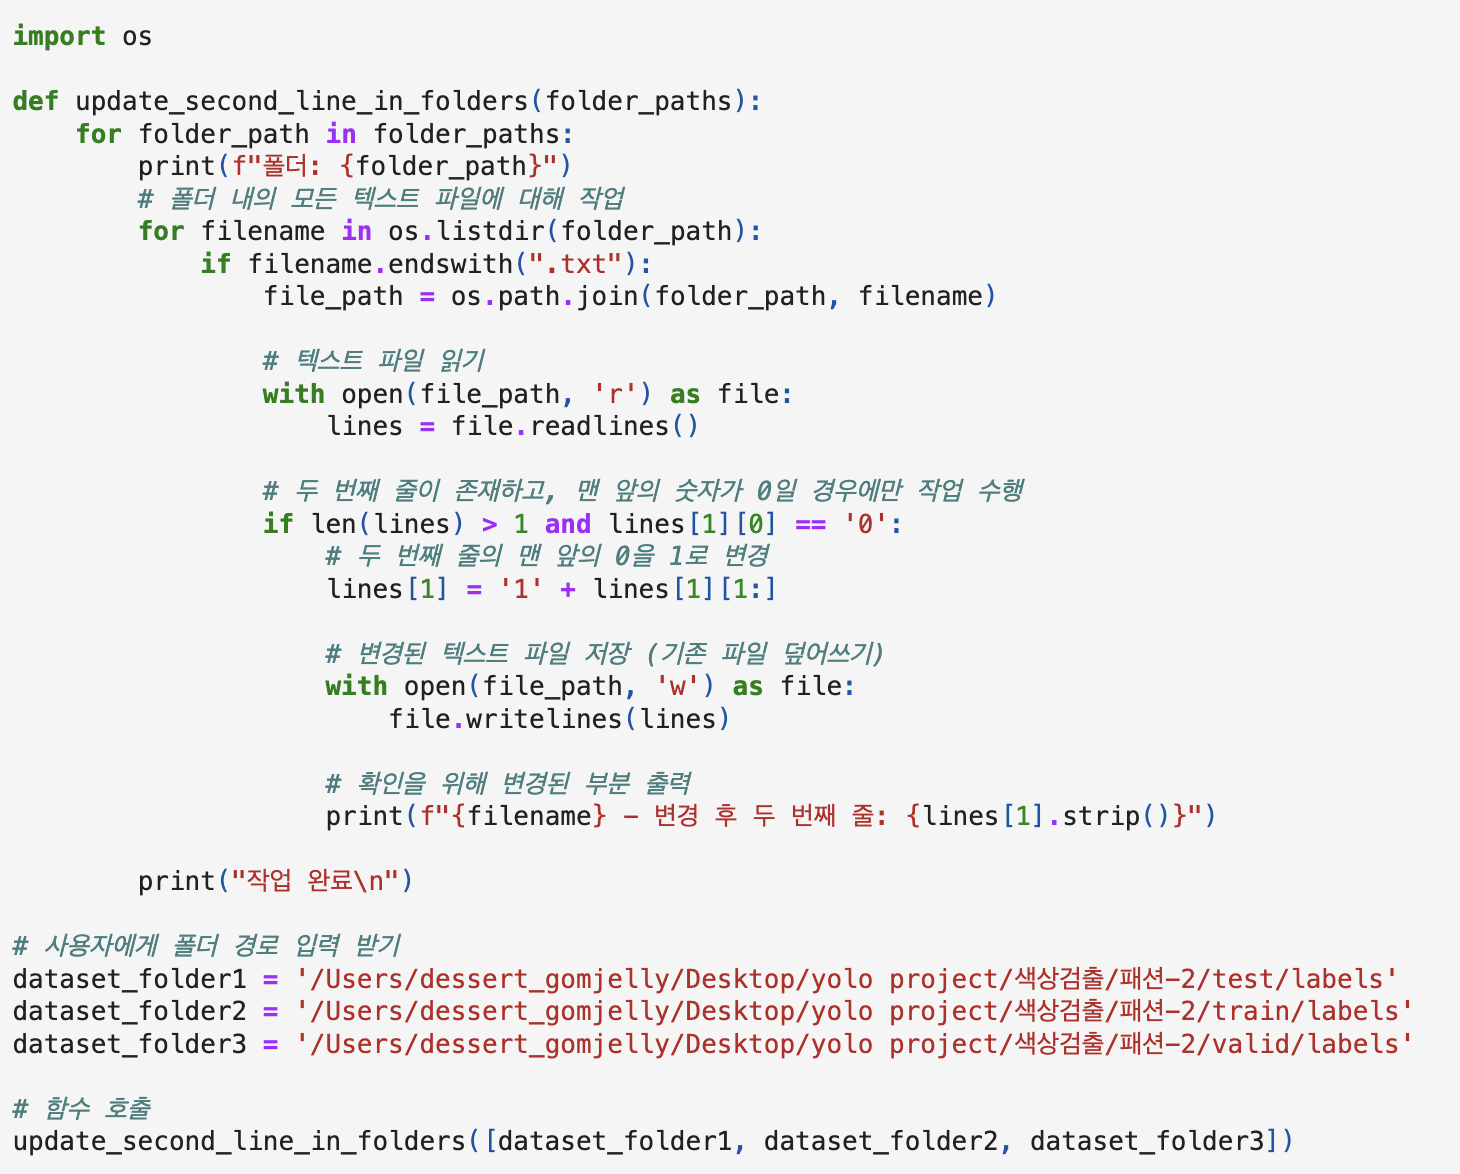 import os
def update_second_line_in_folders(folder_paths):
    for folder_path in folder_paths:
        print(f"폴더: {folder_path}")
        # 폴더 내의 모든 텍스트 파일에 대해 작업
        for filename in os.listdir(folder_path):
            if filename.endswith(".txt"):
                file_path = os.path.join(folder_path, filename)
                # 텍스트 파일 읽기
                with open(file_path, 'r') as file:
                    lines = file.readlines()
                # 두 번째 줄이 존재하고, 맨 앞의 숫자가 0일 경우에만 작업 수행
                if len(lines) > 1 and lines[1][0] == '0':
                    # 두 번째 줄의 맨 앞의 0을 1로 변경
                    lines[1] = '1' + lines[1][1:]
                    # 변경된 텍스트 파일 저장 (기존 파일 덮어쓰기)
                    with open(file_path, 'w') as file:
                        file.writelines(lines)
                    # 확인을 위해 변경된 부분 출력
                    print(f"{filename} - 변경 후 두 번째 줄: {lines[1].strip()}")
        print("작업 완료\n")
# 사용자에게 폴더 경로 입력 받기
dataset_folder1 = '/Users/dessert_gomjelly/Desktop/yolo project/색상검출/패션-2/test/labels'
dataset_folder2 = '/Users/dessert_gomjelly/Desktop/yolo project/색상검출/패션-2/train/labels'
dataset_folder3 = '/Users/dessert_gomjelly/Desktop/yolo project/색상검출/패션-2/valid/labels'
# 함수 호출
update_second_line_in_folders([dataset_folder1, dataset_folder2, dataset_folder3])